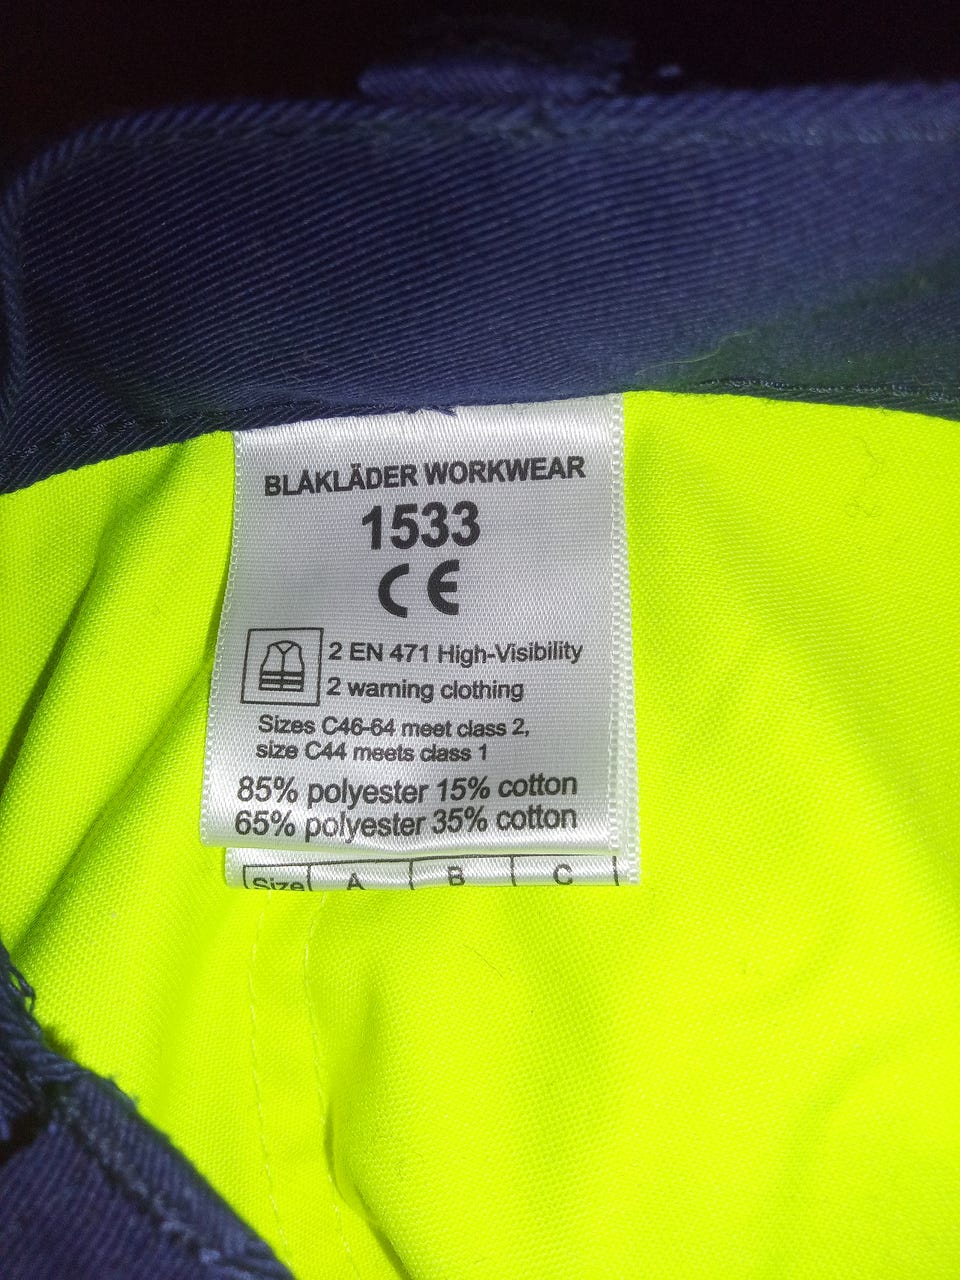 BLÅKLÄDER WORKWEAR
1533
CE
2 EN 471 High-Visibility
2 warning clothing
Sizes C46-64 meet class 2,
size C44 meets class 1
85% polyester 15% cotton
65% polyester 35% cotton
Size A B C